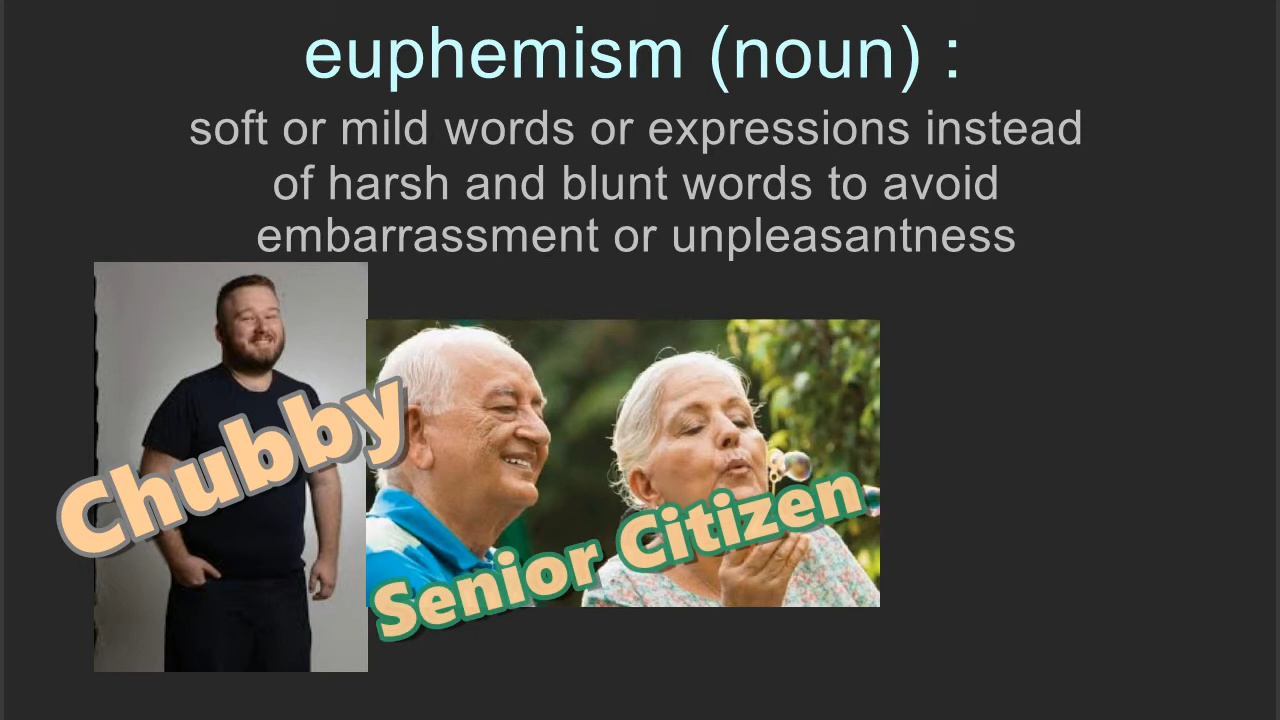 euphemism (noun) :
soft or mild words or expressions instead
of harsh and blunt words to avoid
embarrassment or unpleasantness
Chubby
Senior Citizen